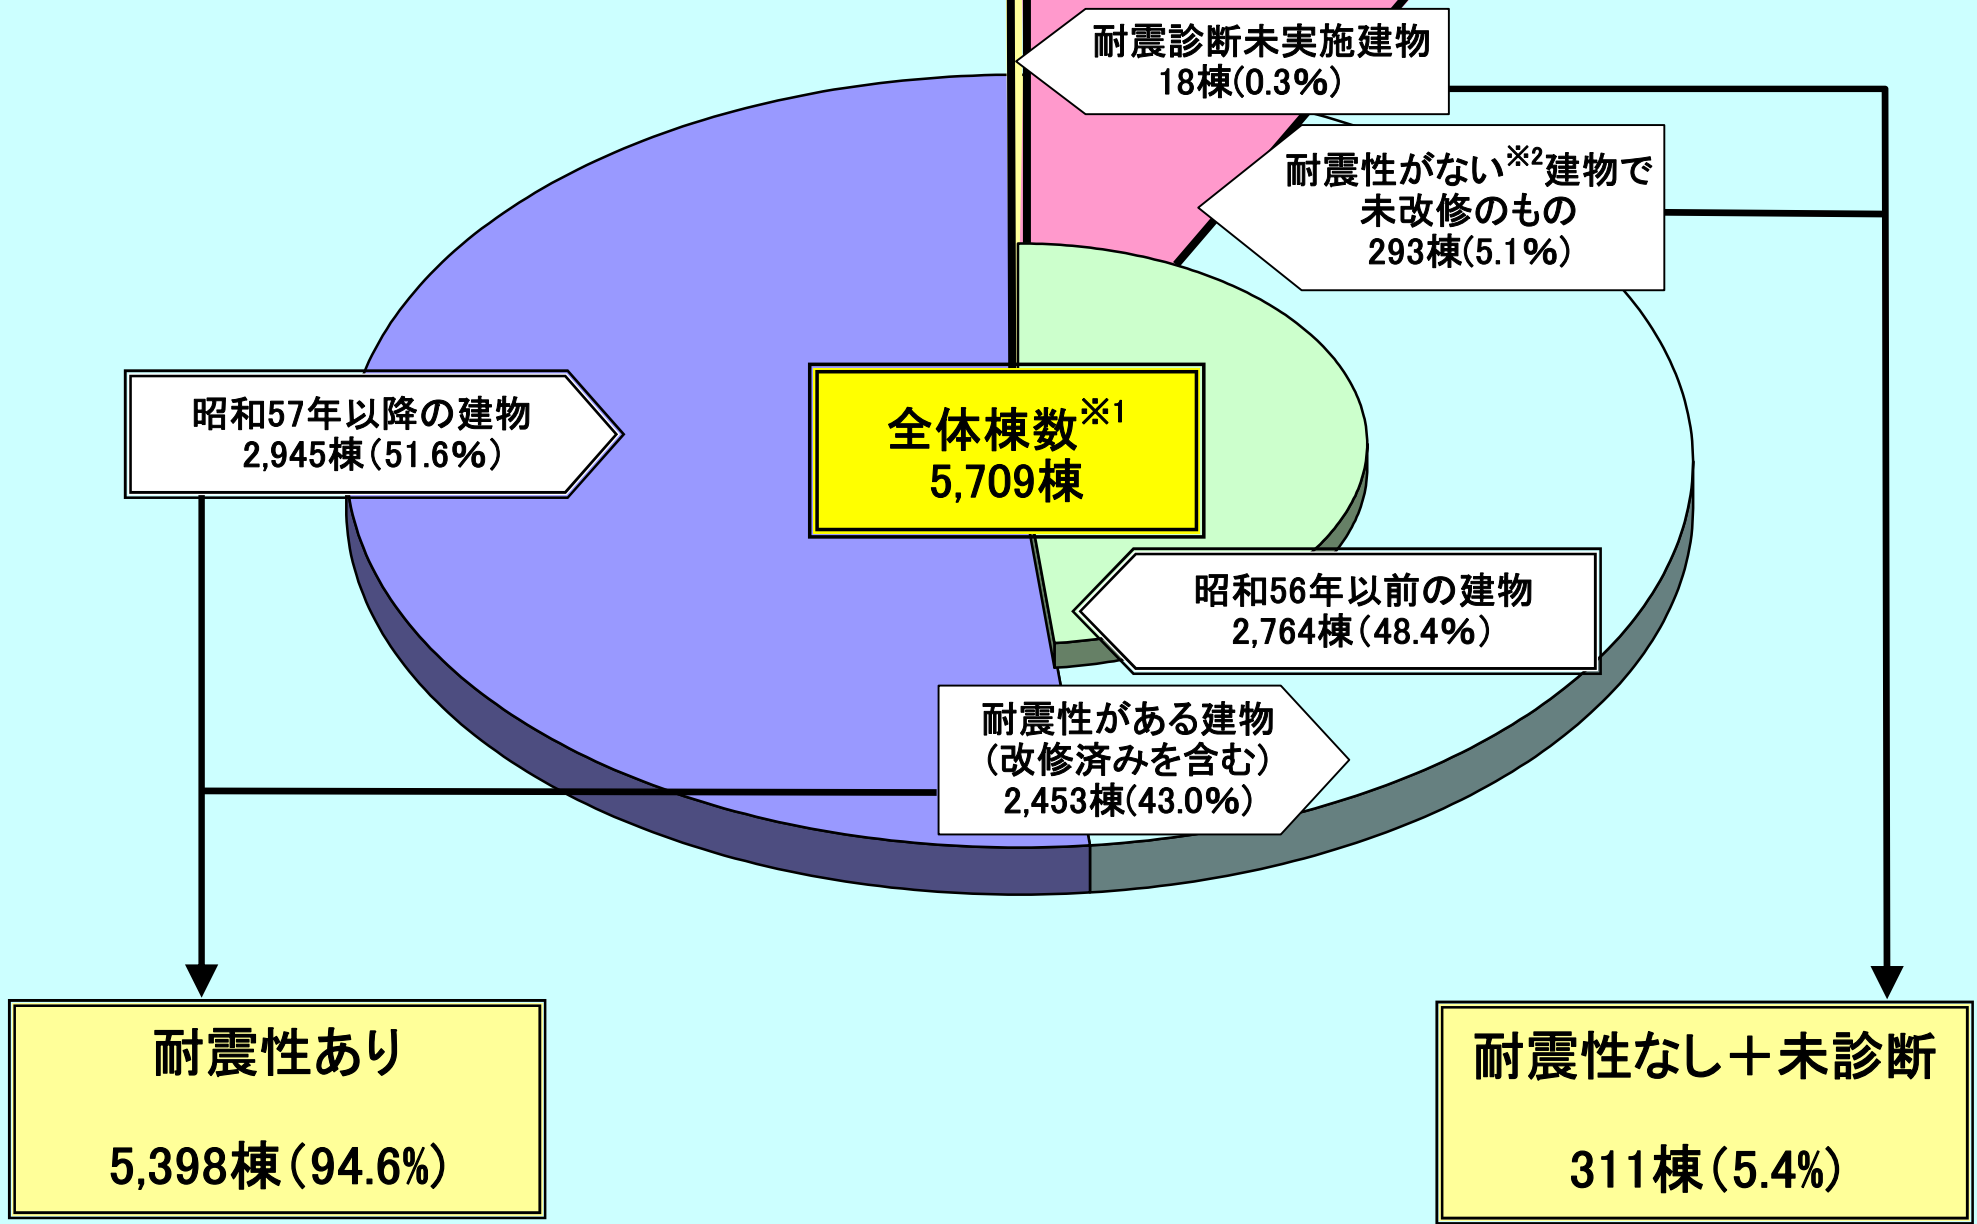 耐震診断未実施建物
18棟(0.3%)
耐震性がない※2建物で
未改修のもの
293棟(5.1%)
昭和57年以降の建物
2,945棟(51.6%)
全体棟数※1
5,709棟
昭和56年以前の建物
2,764棟(48.4%)
耐震性がある建物
(改修済みを含む)
2,453棟(43.0%)
耐震性あり
5,398棟(94.6%)
耐震性なし＋未診断
311棟(5.4%)